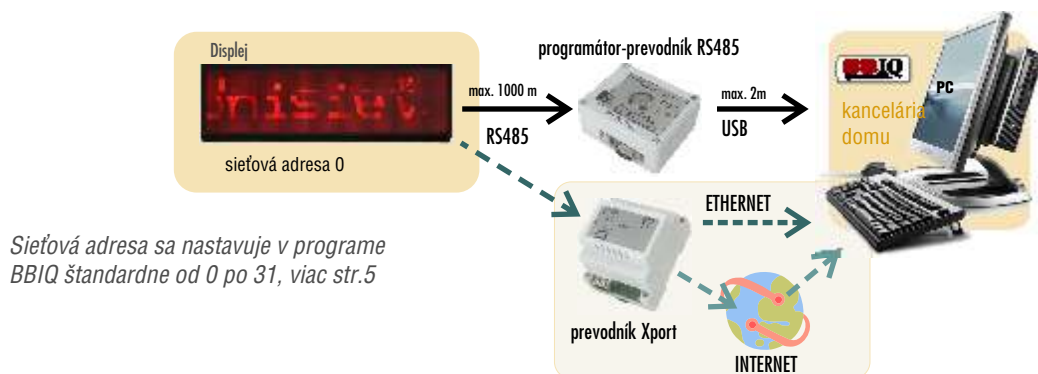 Displej
programátor-prevodník RS485
max. 1000 m
RS485
max. 2m
USB
BBIQ
PC
kancelária
domu
sieťová adresa 0
ETHERNET
Sieťová adresa sa nastavuje v programe
BBIQ štandardne od 0 po 31, viac str.5
prevodník Xport
INTERNET